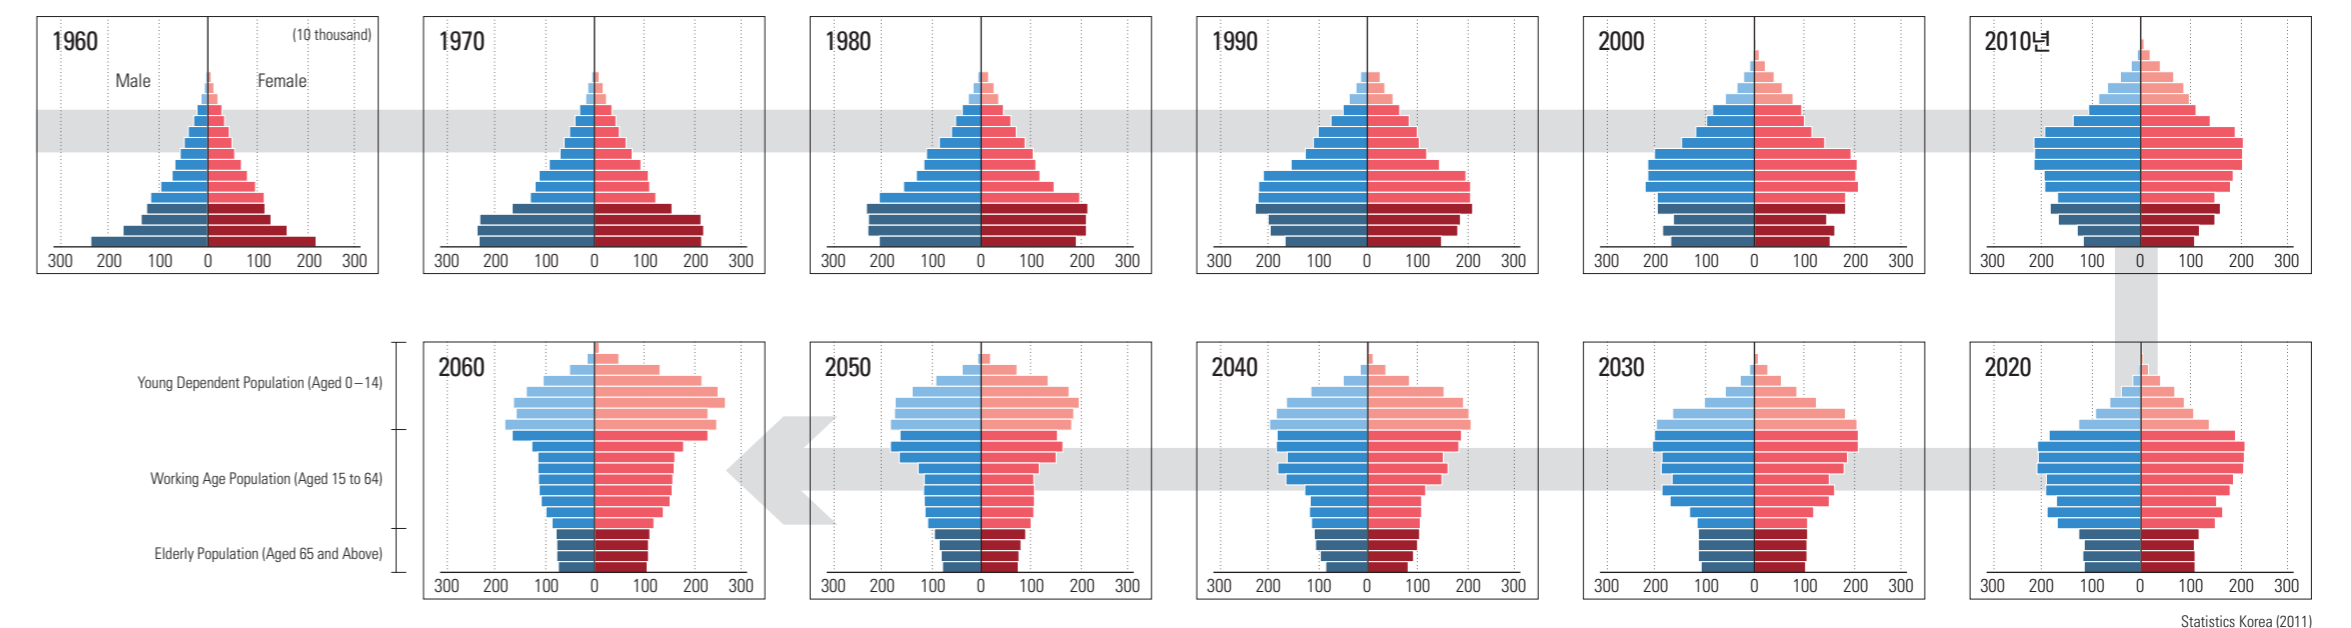 1960
(10 thousand)
Male
Female
300 200 100 0 100 200 300
1970
300 200 100 0 100 200 300
1980
300 200 100 0 100 200 300
1990
300 200 100 0 100 200 300
2000
300 200 100 0 100 200 300
2010년
300 200 100 0 100 200 300
Young Dependent Population (Aged 0–14)
Working Age Population (Aged 15 to 64)
Elderly Population (Aged 65 and Above)
2060
300 200 100 0 100 200 300
2050
300 200 100 0 100 200 300
2040
300 200 100 0 100 200 300
2030
300 200 100 0 100 200 300
2020
300 200 100 0 100 200 300
Statistics Korea (2011)